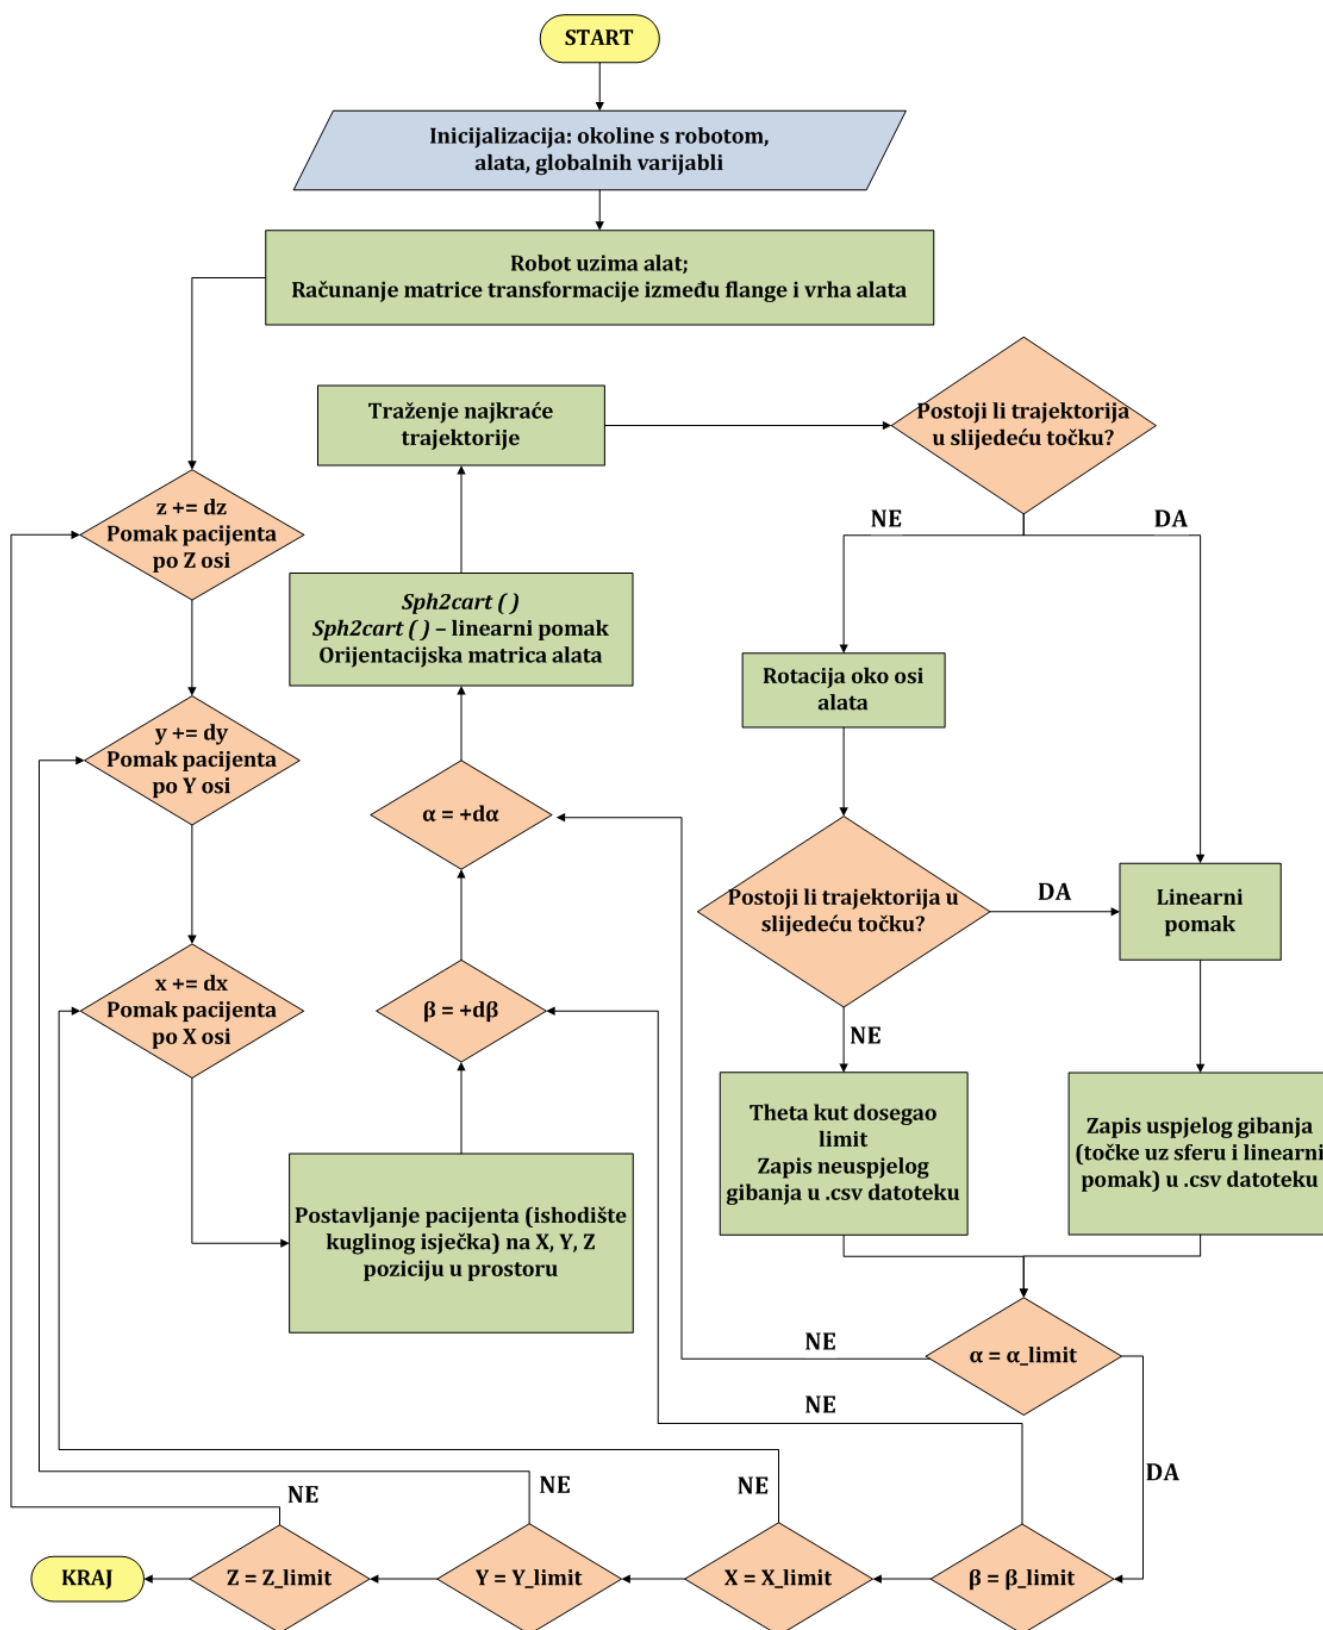 START
Inicijalizacija: okoline s robotom,
alata, globalnih varijabli
Robot uzima alat;
Računanje matrice transformacije između flange i vrha alata
Traženje najkraće
trajektorije
Postoji li trajektorija
u slijedeću točku?
z += dz
Pomak pacijenta
po Z osi
NE
DA
Sph2cart ( )
Sph2cart ( ) – linearni pomak
Orijentacijska matrica alata
Rotacija oko osi
alata
y += dy
Pomak pacijenta
po Y osi
α = +dα
Postoji li trajektorija u
slijedeću točku?
DA
Linearni
pomak
x += dx
Pomak pacijenta
po X osi
β = +dβ
NE
Theta kut dosegao
limit
Zapis neuspjelog
gibanja u .csv datoteku
Zapis uspjelog gibanja
(točke uz sferu i linearni
pomak) u .csv datoteku
Postavljanje pacijenta (ishodište
kuglinog isječka) na X, Y, Z
poziciju u prostoru
NE
α = α_limit
NE
DA
NE
NE
NE
KRAJ
Z = Z_limit
Y = Y_limit
X = X_limit
β = β_limit